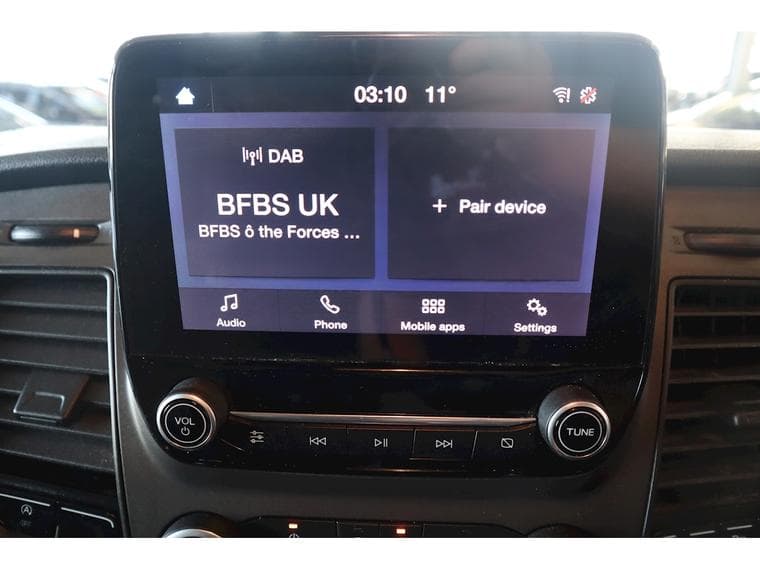 03:10 11°
DAB
BFBS UK
BFBS ô the Forces ...
+ Pair device
Audio
Phone
Mobile apps
Settings
VOL
TUNE